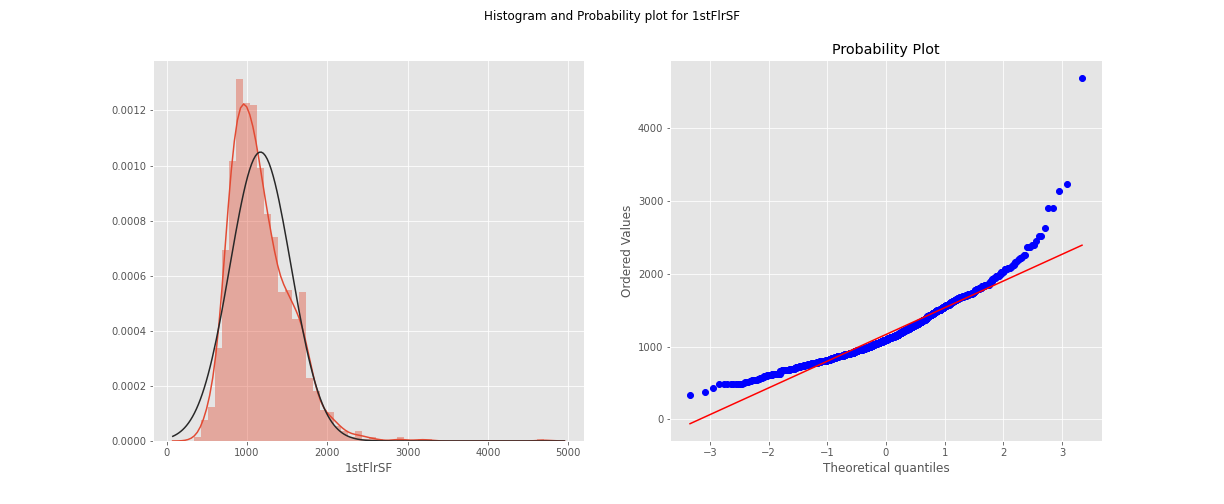 Histogram and Probability plot for 1stFlrSF
0.0012
0.0010
0.0008
0.0006
0.0004
0.0002
0.0000
0 1000 2000 3000 4000 5000
1stFlrSF
Probability Plot
Ordered Values
4000
3000
2000
1000
0
−3 −2 −1 0 1 2 3
Theoretical quantiles